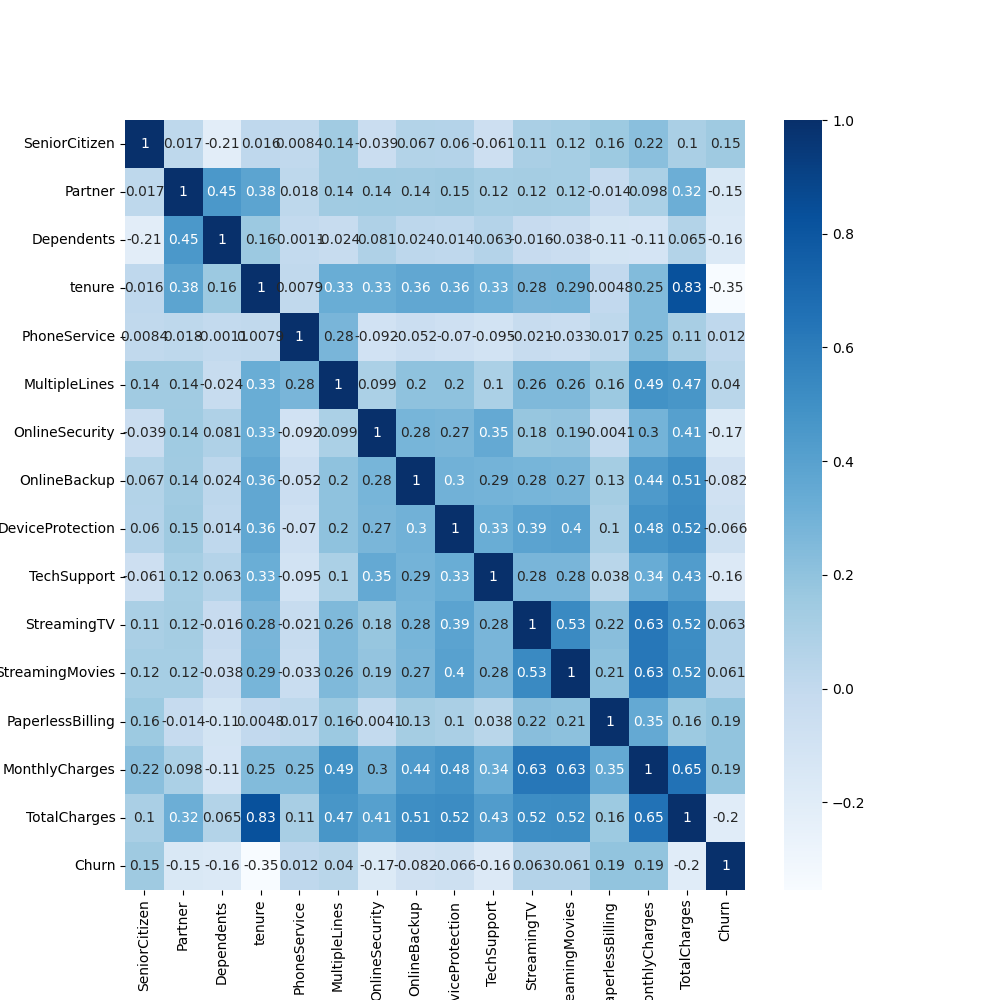 SeniorCitizen 1 0.017 -0.21 0.016 0.0084 0.14 -0.039 0.067 0.06 -0.061 0.11 0.12 0.16 0.22 0.1 0.15
Partner 0.017 1 0.45 0.38 0.018 0.14 0.14 0.14 0.15 0.12 0.12 0.12 -0.014 0.098 0.32 -0.15
Dependents -0.21 0.45 1 0.16 -0.0011 -0.024 0.081 0.024 0.014 0.063 -0.016 -0.038 -0.11 -0.11 0.065 -0.16
tenure 0.016 0.38 0.16 1 0.0079 0.33 0.33 0.36 0.36 0.33 0.28 0.29 0.0048 0.25 0.83 -0.35
PhoneService 0.0084 0.018 -0.0011 0.0079 1 0.28 -0.092 -0.052 -0.07 -0.095 -0.021 -0.033 0.017 0.25 0.11 0.012
MultipleLines 0.14 0.14 -0.024 0.33 0.28 1 0.099 0.2 0.2 0.1 0.26 0.26 0.16 0.49 0.47 0.04
OnlineSecurity -0.039 0.14 0.081 0.33 -0.092 0.099 1 0.28 0.27 0.35 0.18 0.19 -0.0041 0.3 0.41 -0.17
OnlineBackup 0.067 0.14 0.024 0.36 -0.052 0.2 0.28 1 0.3 0.29 0.28 0.27 0.13 0.44 0.51 -0.082
DeviceProtection 0.06 0.15 0.014 0.36 -0.07 0.2 0.27 0.3 1 0.33 0.39 0.4 0.1 0.48 0.52 -0.066
TechSupport -0.061 0.12 0.063 0.33 -0.095 0.1 0.35 0.29 0.33 1 0.28 0.28 0.038 0.34 0.43 -0.16
StreamingTV 0.11 0.12 -0.016 0.28 -0.021 0.26 0.18 0.28 0.39 0.28 1 0.53 0.22 0.63 0.52 0.063
StreamingMovies 0.12 0.12 -0.038 0.29 -0.033 0.26 0.19 0.27 0.4 0.28 0.53 1 0.21 0.63 0.52 0.061
PaperlessBilling 0.16 -0.014 -0.11 0.0048 0.017 0.16 -0.0041 0.13 0.1 0.038 0.22 0.21 1 0.35 0.16 0.19
MonthlyCharges 0.22 0.098 -0.11 0.25 0.25 0.49 0.3 0.44 0.48 0.34 0.63 0.63 0.35 1 0.65 0.19
TotalCharges 0.1 0.32 0.065 0.83 0.11 0.47 0.41 0.51 0.52 0.43 0.52 0.52 0.16 0.65 1 -0.2
Churn 0.15 -0.15 -0.16 -0.35 0.012 0.04 -0.17 -0.082 -0.066 -0.16 0.063 0.061 0.19 0.19 -0.2 1
SeniorCitizen
Partner
Dependents
tenure
PhoneService
MultipleLines
OnlineSecurity
OnlineBackup
viceProtection
TechSupport
StreamingTV
eamingMovies
aperlessBilling
onthlyCharges
TotalCharges
Churn
1.0
0.8
0.6
0.4
0.2
0.0
−0.2